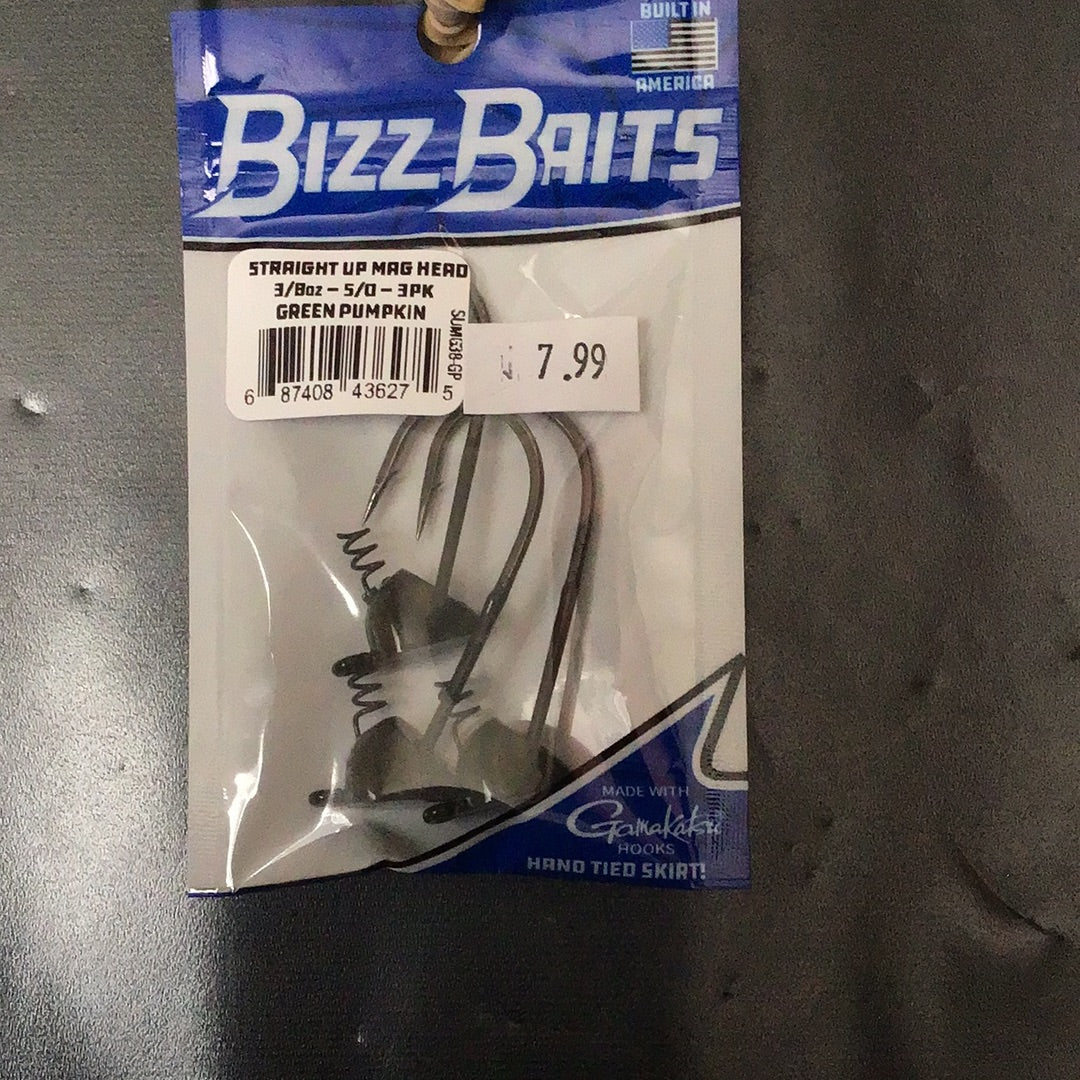 BUILT IN
AMERICA
BIZZ BAITS
STRAIGHT UP MAG HEAD
3/8oz – 5/0 – 3PK
GREEN PUMPKIN
SUMG38-GP
6 87408 43627 5
7.99
MADE WITH
Gamakatsu
HOOKS
HAND TIED SKIRT!